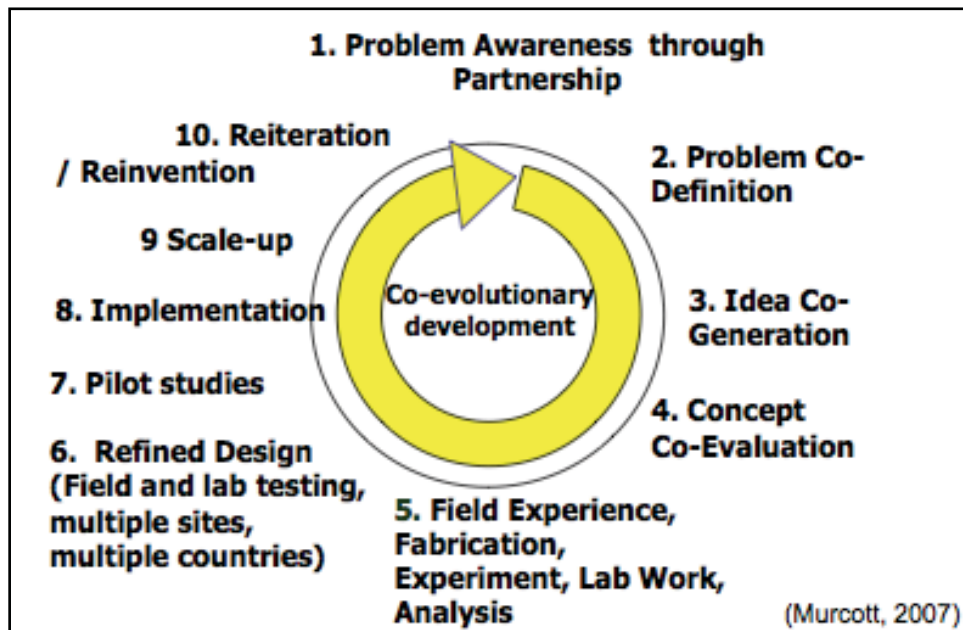 1. Problem Awareness through
Partnership
2. Problem Co-
Definition
3. Idea Co-
Generation
4. Concept
Co-Evaluation
5. Field Experience,
Fabrication,
Experiment, Lab Work,
Analysis
6. Refined Design
(Field and lab testing,
multiple sites,
multiple countries)
7. Pilot studies
8. Implementation
9 Scale-up
10. Reiteration
/ Reinvention
Co-evolutionary
development
(Murcott, 2007)